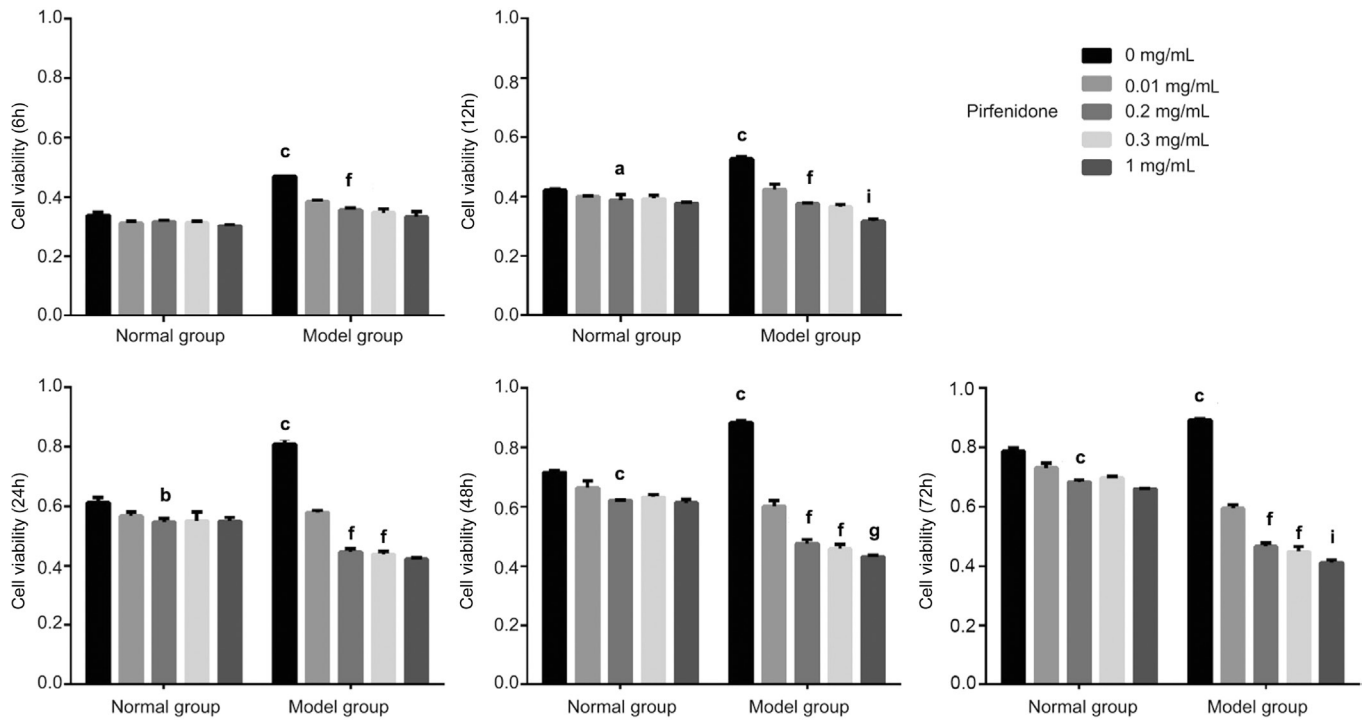 1.0
0.8
0.6
0.4
0.2
0.0
Cell viability (6h)
c
f
Normal group
Model group
1.0
0.8
0.6
0.4
0.2
0.0
Cell viability (12h)
a
c
f
i
Normal group
Model group
Pirfenidone
0 mg/mL
0.01 mg/mL
0.2 mg/mL
0.3 mg/mL
1 mg/mL
1.0
0.8
0.6
0.4
0.2
0.0
Cell viability (24h)
b
c
f
f
Normal group
Model group
1.0
0.8
0.6
0.4
0.2
0.0
Cell viability (48h)
c
c
f
f
g
Normal group
Model group
1.0
0.8
0.6
0.4
0.2
0.0
Cell viability (72h)
c
c
f
f
i
Normal group
Model group